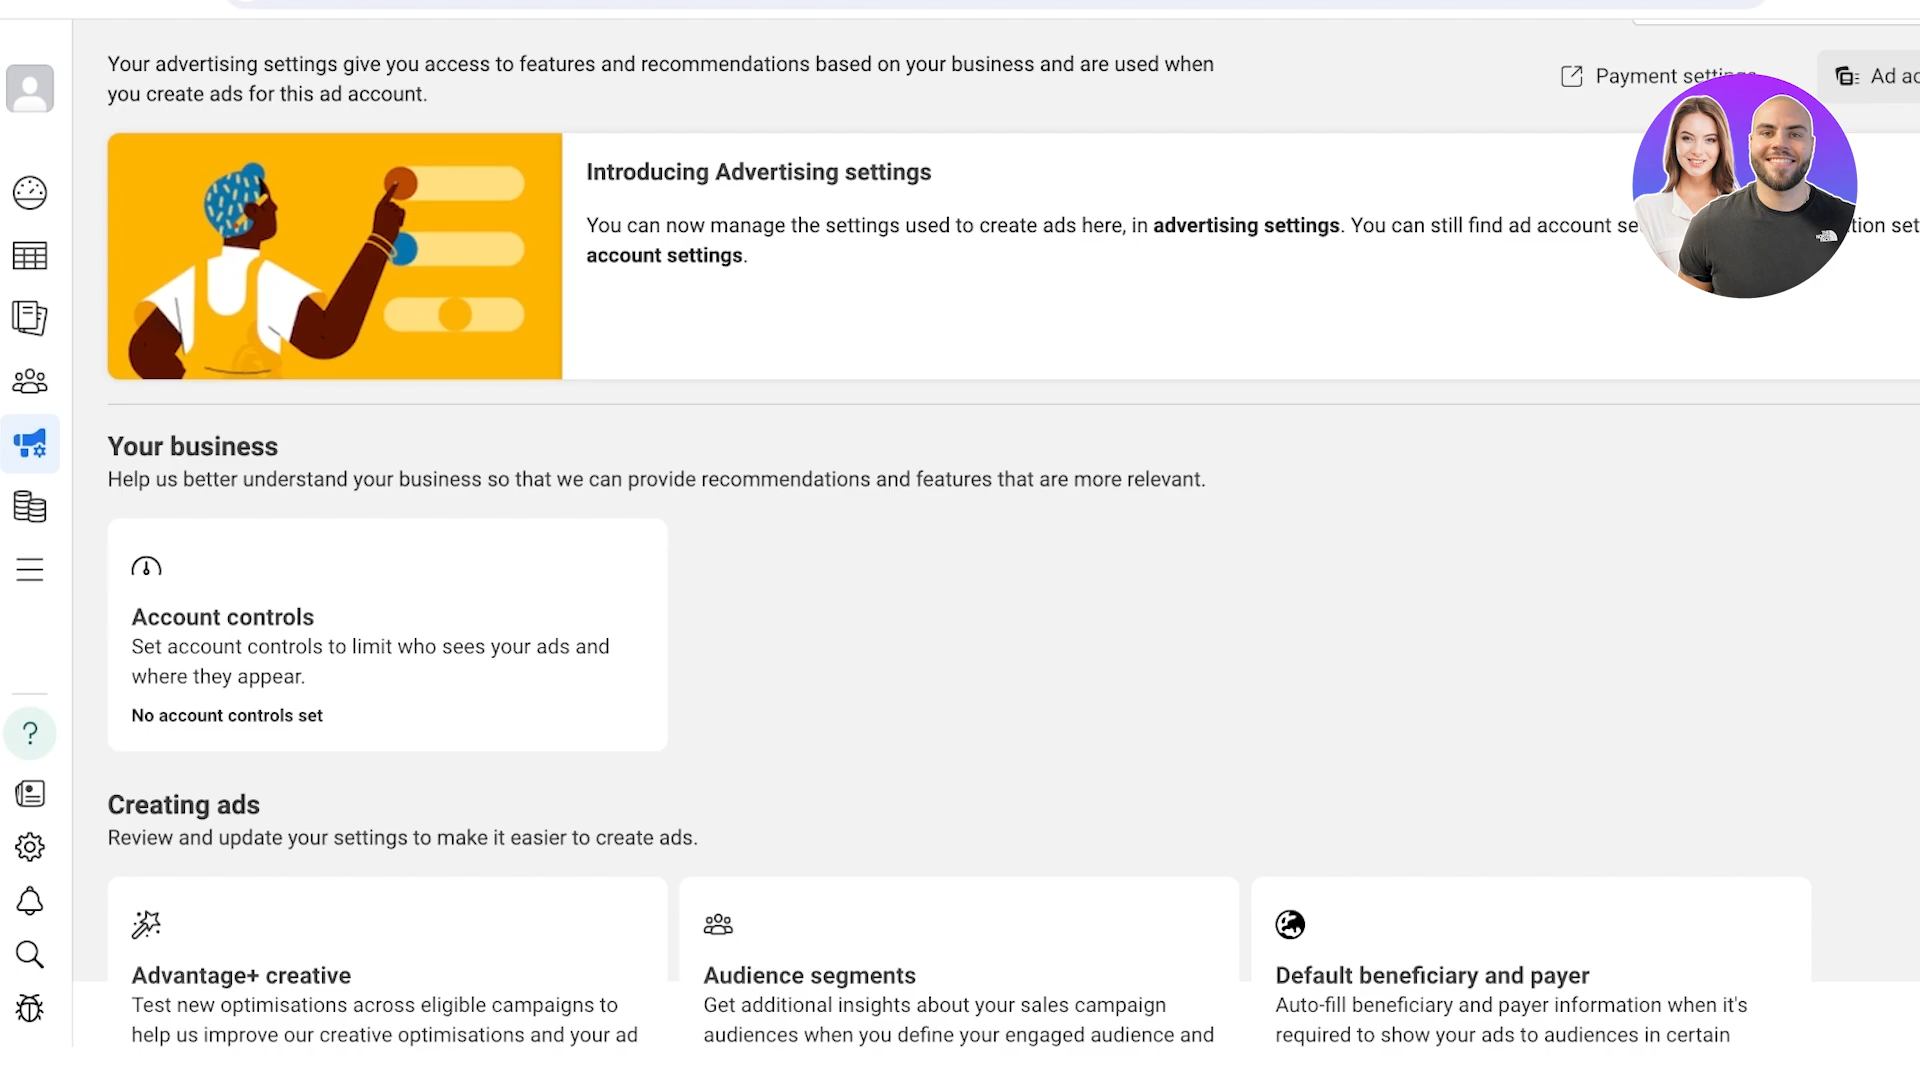 Your advertising settings give you access to features and recommendations based on your business and are used when
you create ads for this ad account.
Payment settings
Ad ac
Introducing Advertising settings
You can now manage the settings used to create ads here, in advertising settings. You can still find ad account se
tion set
account settings.
Your business
Help us better understand your business so that we can provide recommendations and features that are more relevant.
Account controls
Set account controls to limit who sees your ads and
where they appear.
No account controls set
Creating ads
Review and update your settings to make it easier to create ads.
Advantage+ creative
Test new optimisations across eligible campaigns to
help us improve our creative optimisations and your ad
Audience segments
Get additional insights about your sales campaign
audiences when you define your engaged audience and
Default beneficiary and payer
Auto-fill beneficiary and payer information when it's
required to show your ads to audiences in certain